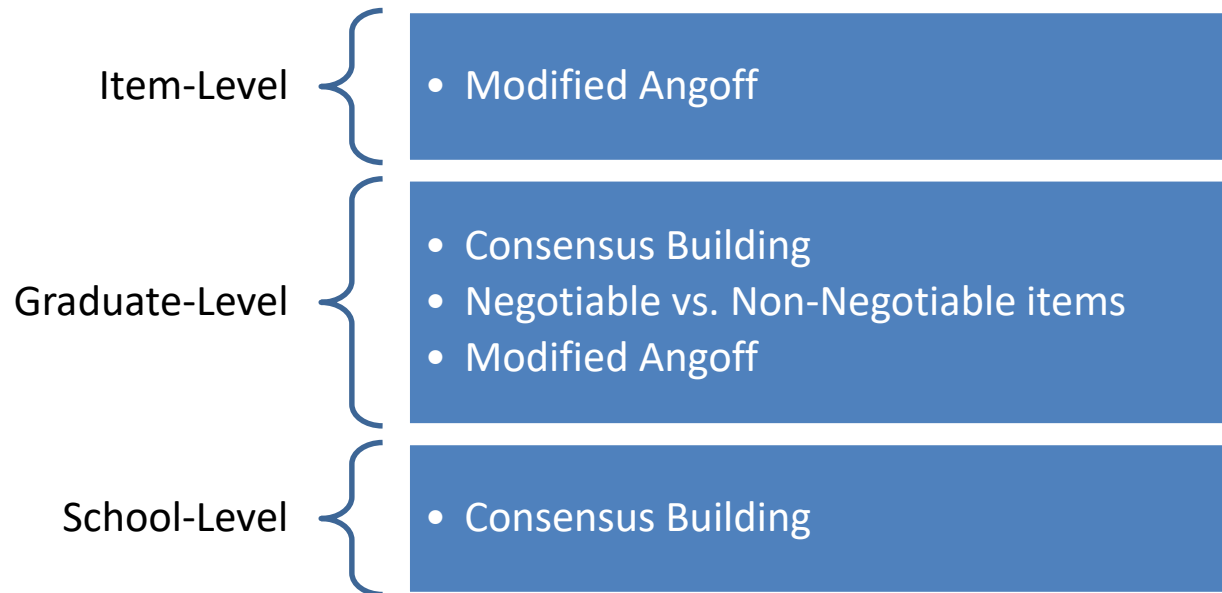 Item-Level
• Modified Angoff
Graduate-Level
• Consensus Building
• Negotiable vs. Non-Negotiable items
• Modified Angoff
School-Level
• Consensus Building